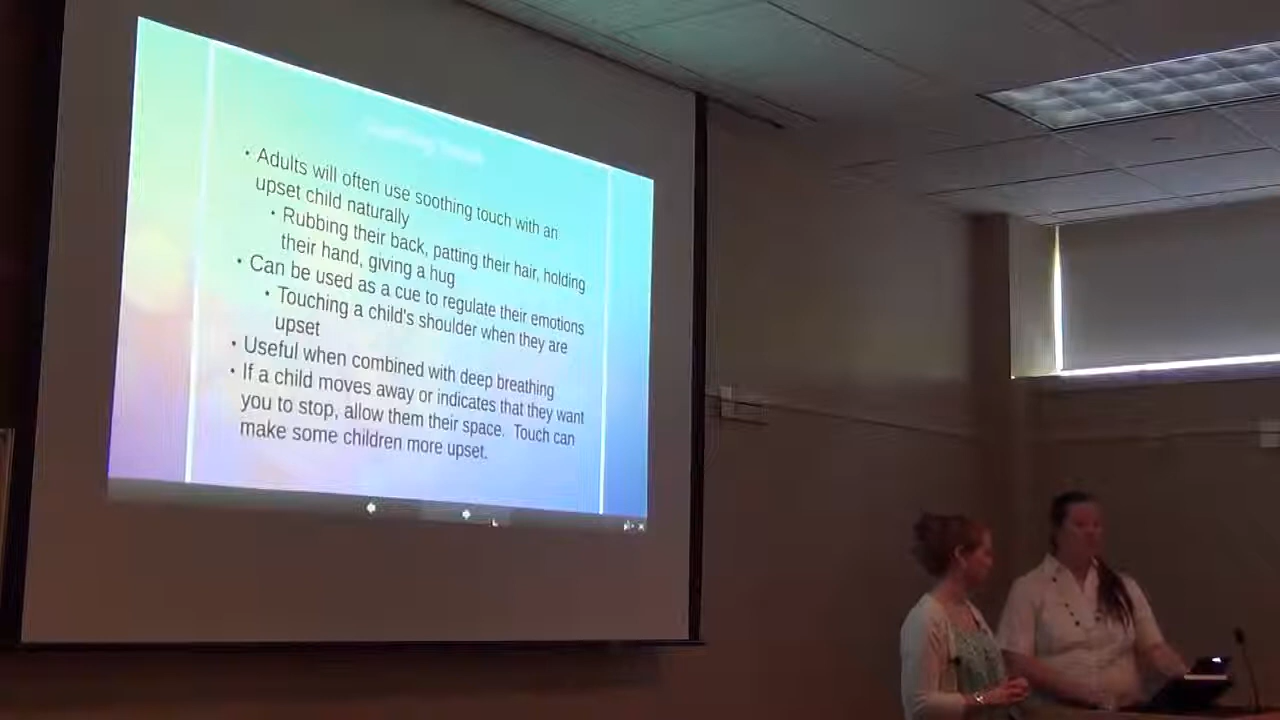 • Adults will often use soothing touch with an
upset child naturally
• Rubbing their back, patting their hair, holding
their hand, giving a hug
• Can be used as a cue to regulate their emotions
• Touching a child's shoulder when they are
upset
• Useful when combined with deep breathing
• If a child moves away or indicates that they want
you to stop, allow them their space. Touch can
make some children more upset.